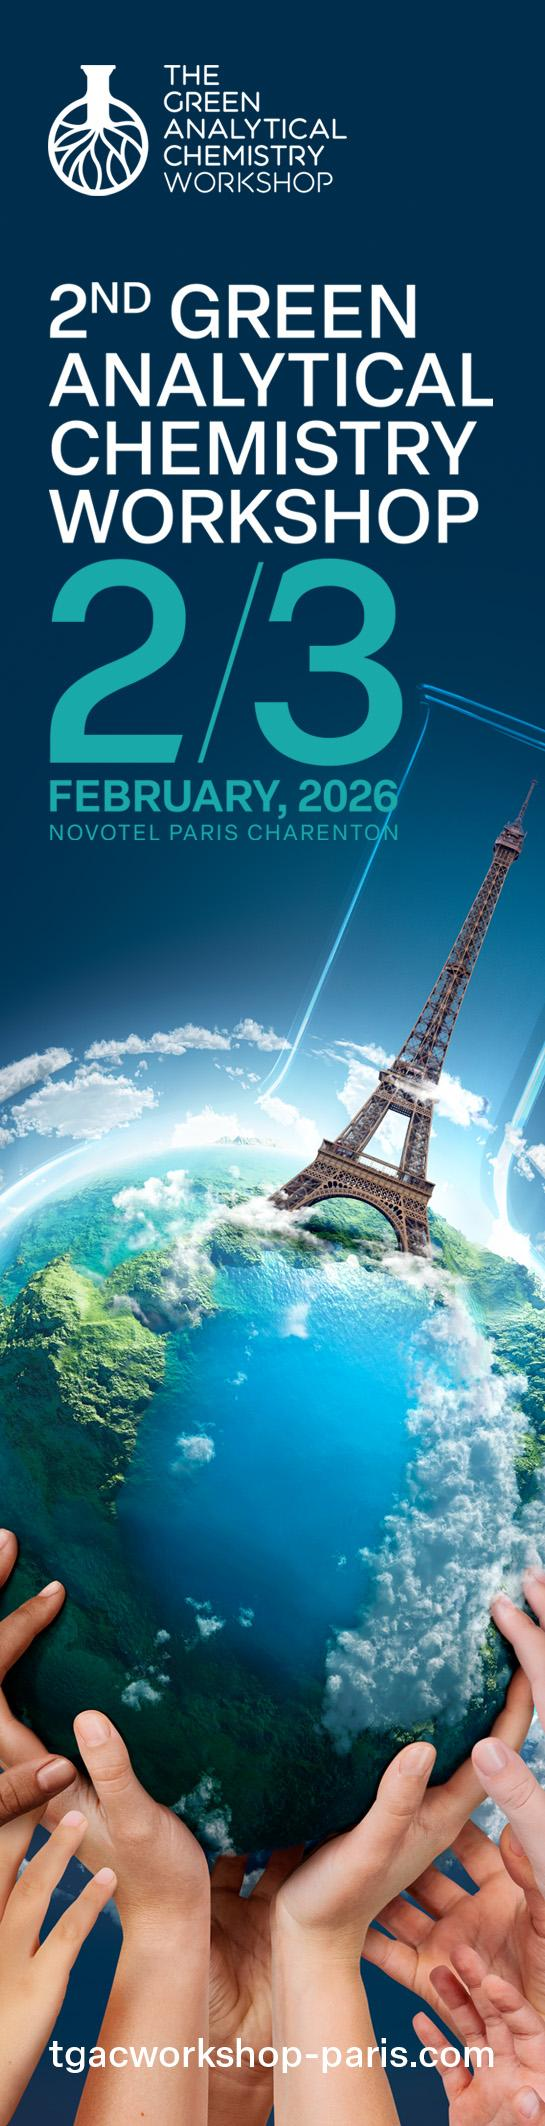 THE
GREEN
ANALYTICAL
CHEMISTRY
WORKSHOP
2ND GREEN
ANALYTICAL
CHEMISTRY
WORKSHOP
2/3
FEBRUARY, 2026
NOVOTEL PARIS CHARENTON
tgacworkshop-paris.com